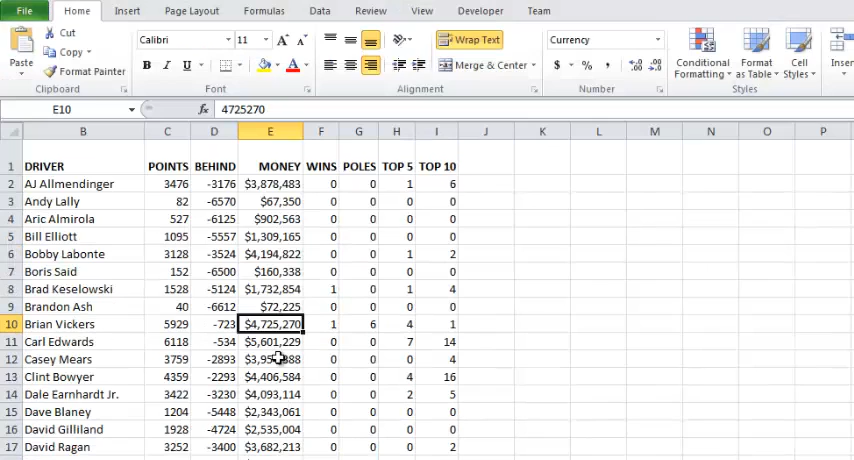 File Home Insert Page Layout Formulas Data Review View Developer Team
Paste Cut Copy Format Painter Clipboard
Calibri 11 A A B I U A Font
Wrap Text Merge & Center Alignment
Currency $ % , .0 .00 .00 .0 Number
Conditional Formatting Format as Table Cell Styles Styles
E10 fx 4725270
B C D E F G H I J K L M N O P
1 DRIVER POINTS BEHIND MONEY WINS POLES TOP 5 TOP 10
2 AJ Allmendinger 3476 -3176 $3,878,483 0 0 1 6
3 Andy Lally 82 -6570 $67,350 0 0 0 0
4 Aric Almirola 527 -6125 $902,563 0 0 0 0
5 Bill Elliott 1095 -5557 $1,309,165 0 0 0 0
6 Bobby Labonte 3128 -3524 $4,194,822 0 0 1 2
7 Boris Said 152 -6500 $160,338 0 0 0 0
8 Brad Keselowski 1528 -5124 $1,732,854 1 0 1 4
9 Brandon Ash 40 -6612 $72,225 0 0 0 0
10 Brian Vickers 5929 -723 $4,725,270 1 6 4 1
11 Carl Edwards 6118 -534 $5,601,229 0 0 7 14
12 Casey Mears 3759 -2893 0 0 0 4
13 Clint Bowyer 4359 -2293 $4,406,584 0 0 4 16
14 Dale Earnhardt Jr. 3422 -3230 $4,093,114 0 0 2 5
15 Dave Blaney 1204 -5448 $2,343,061 0 0 0 0
16 David Gilliland 1928 -4724 $2,535,004 0 0 0 0
17 David Ragan 3252 -3400 $3,682,213 0 0 0 2